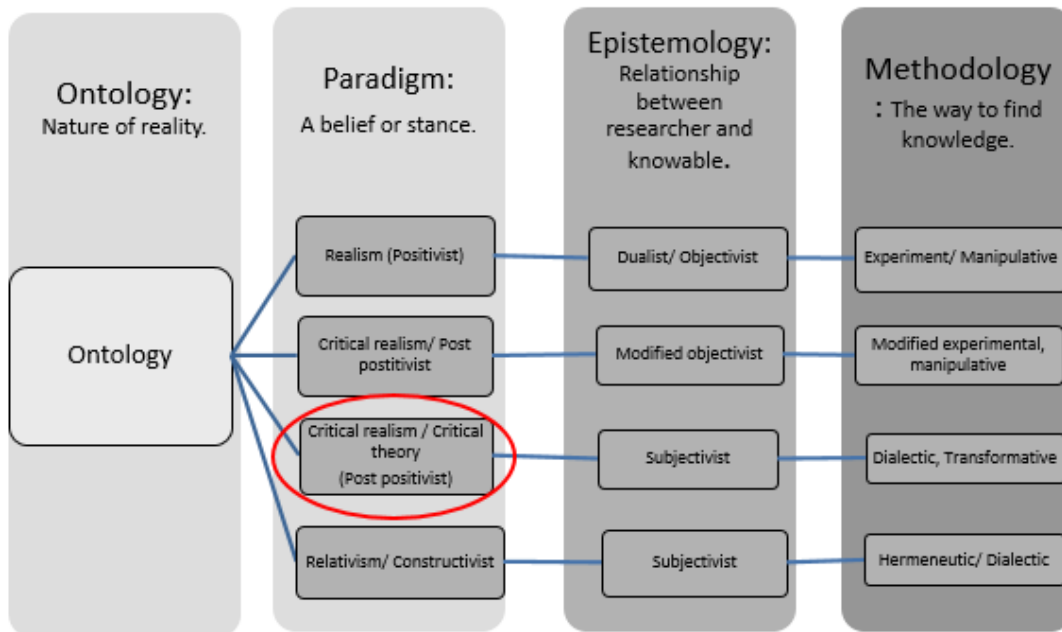 Ontology:
Nature of reality.
Paradigm:
A belief or stance.
Epistemology:
Relationship
between
researcher and
knowable.
Methodology
: The way to find
knowledge.
Ontology
Realism (Positivist)
Dualist/ Objectivist
Experiment/ Manipulative
Critical realism/ Post
postitivist
Modified objectivist
Modified experimental,
manipulative
Critical realism / Critical
theory
(Post positivist)
Subjectivist
Dialectic, Transformative
Relativism/ Constructivist
Subjectivist
Hermeneutic/ Dialectic